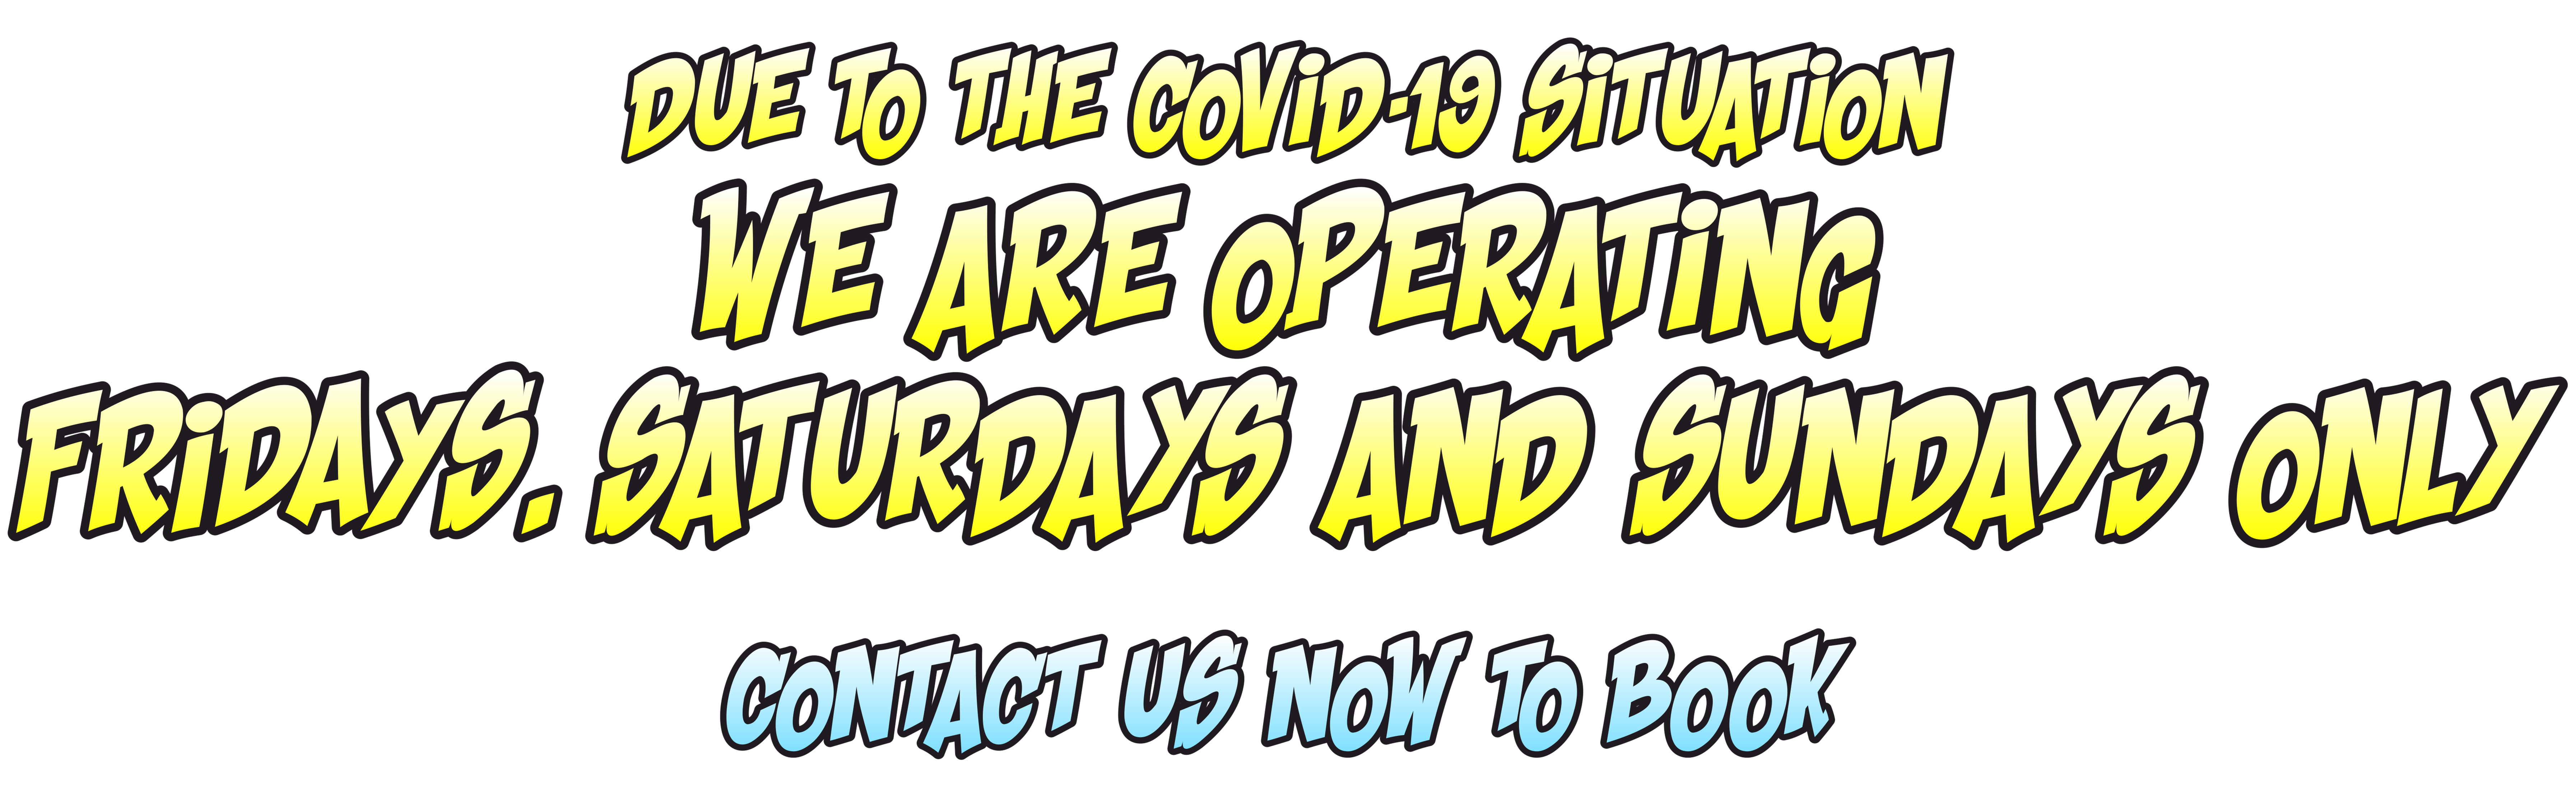 DUE TO THE COViD-19 SiTUATiON
WE ARE OPERATiNG
FRiDAYS. SATURDAYS AND SUNDAYS ONLY
CONTACT US NOW TO BOOK